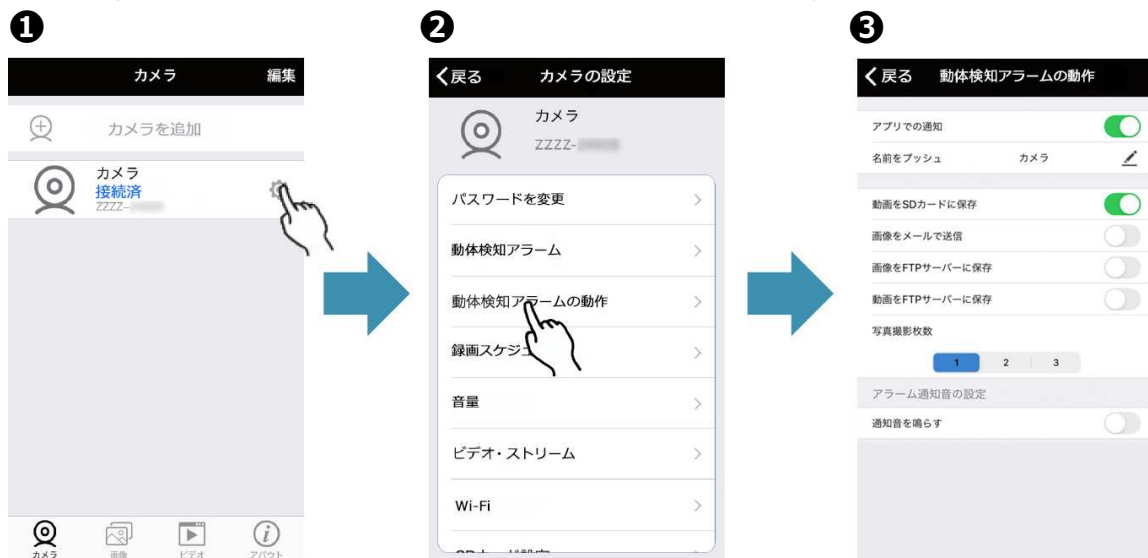 ❶
カメラ 編集
カメラを追加
カメラ
接続済
ZZZZ-
カメラ 画像 ビデオ アバウト
❷
戻る カメラの設定
カメラ
ZZZZ-
パスワードを変更
動体検知アラーム
動体検知アラームの動作
録画スケジュ
音量
ビデオ・ストリーム
Wi-Fi
SDカード設定
❸
戻る 動体検知アラームの動作
アプリでの通知
名前をプッシュ カメラ
動画をSDカードに保存
画像をメールで送信
画像をFTPサーバーに保存
動画をFTPサーバーに保存
写真撮影枚数
1 2 3
アラーム通知音の設定
通知音を鳴らす